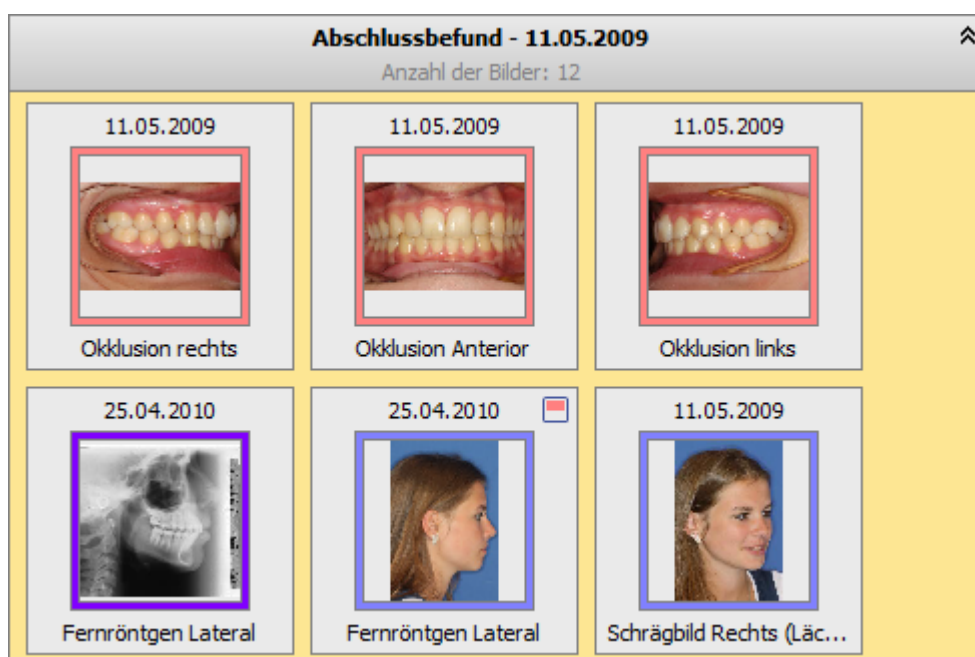 Abschlussbefund - 11.05.2009
Anzahl der Bilder: 12
11.05.2009
11.05.2009
11.05.2009
Okklusion rechts
Okklusion Anterior
Okklusion links
25.04.2010
25.04.2010
11.05.2009
Fernröntgen Lateral
Fernröntgen Lateral
Schrägbild Rechts (Läc...